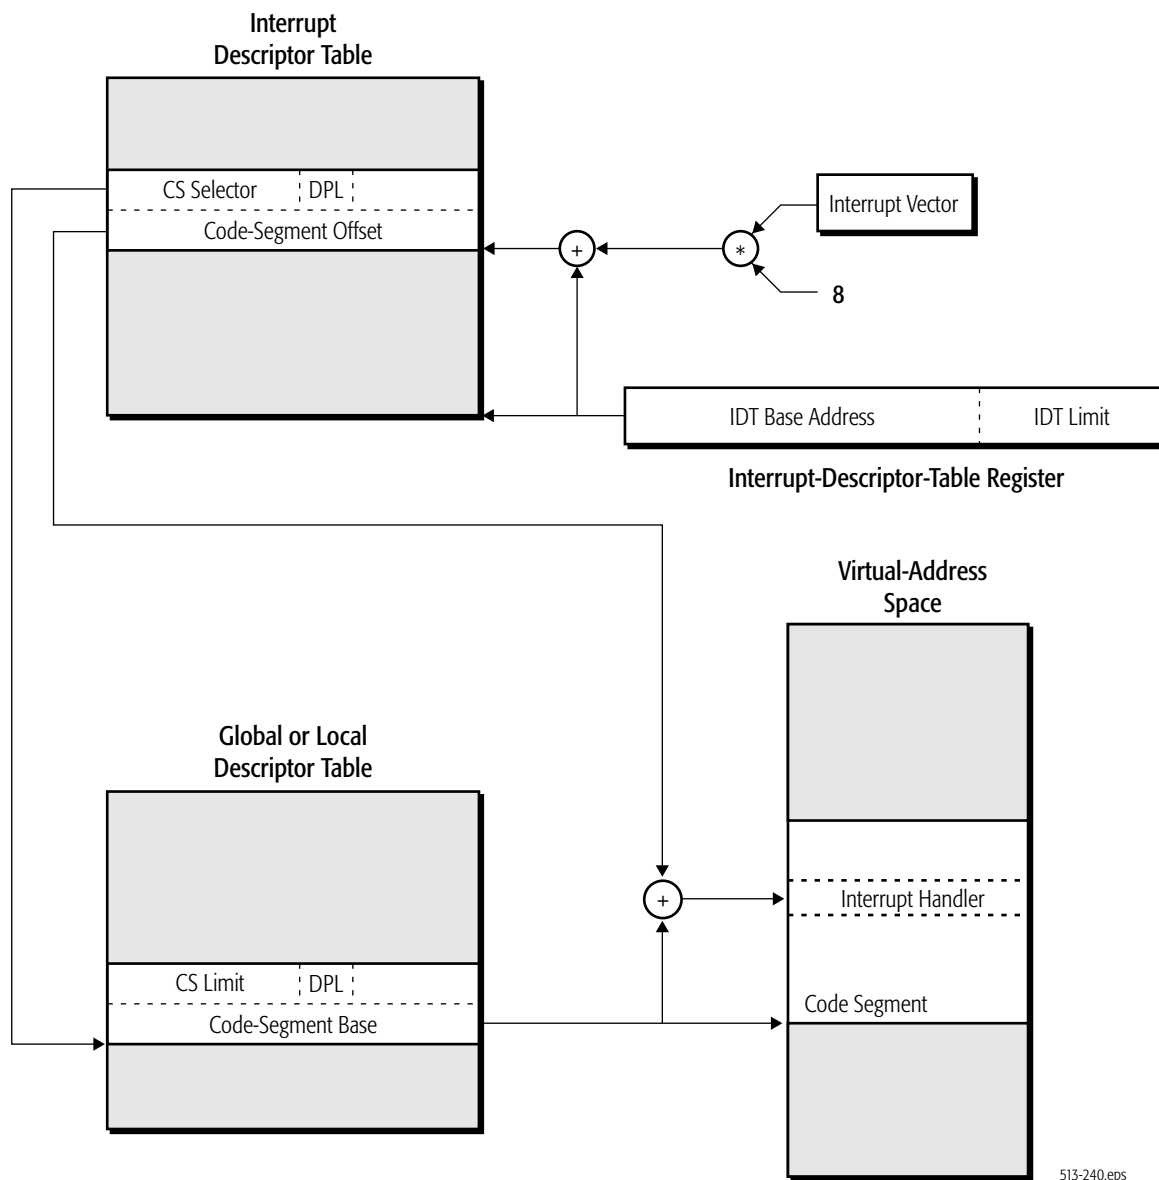 Interrupt
Descriptor Table
CS Selector DPL
Code-Segment Offset
Interrupt Vector
+
*
8
IDT Base Address IDT Limit
Interrupt-Descriptor-Table Register
Virtual-Address
Space
Global or Local
Descriptor Table
+
Interrupt Handler
CS Limit DPL
Code-Segment Base
Code Segment
513-240.eps